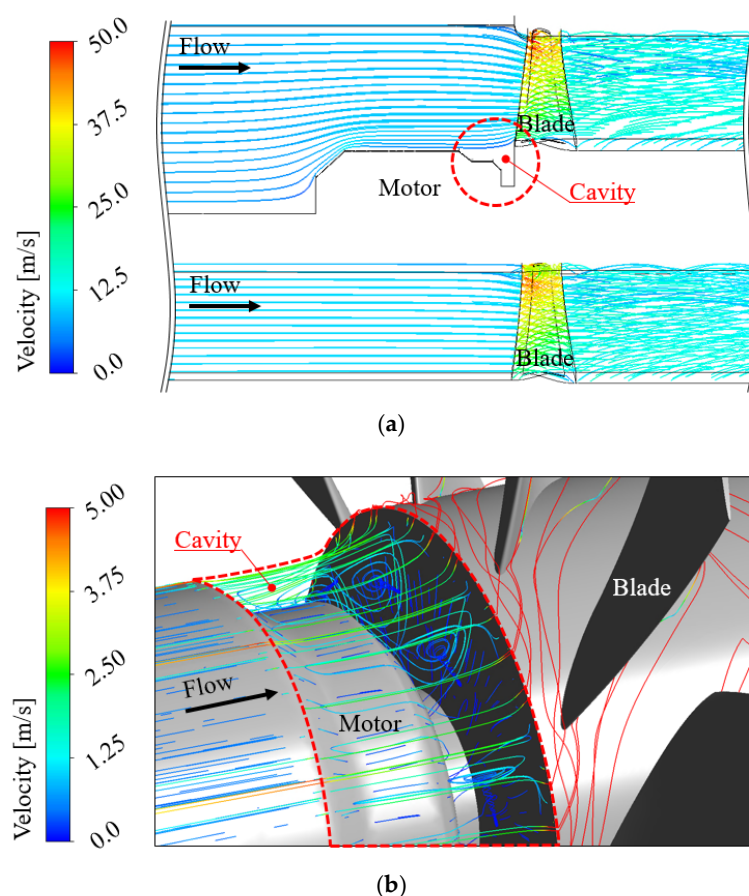 50.0
37.5
25.0
12.5
0.0
Velocity [m/s]
Flow
Blade
Motor
Cavity
Flow
Blade
(a)
5.00
3.75
2.50
1.25
0.0
Velocity [m/s]
Cavity
Blade
Flow
Motor
(b)